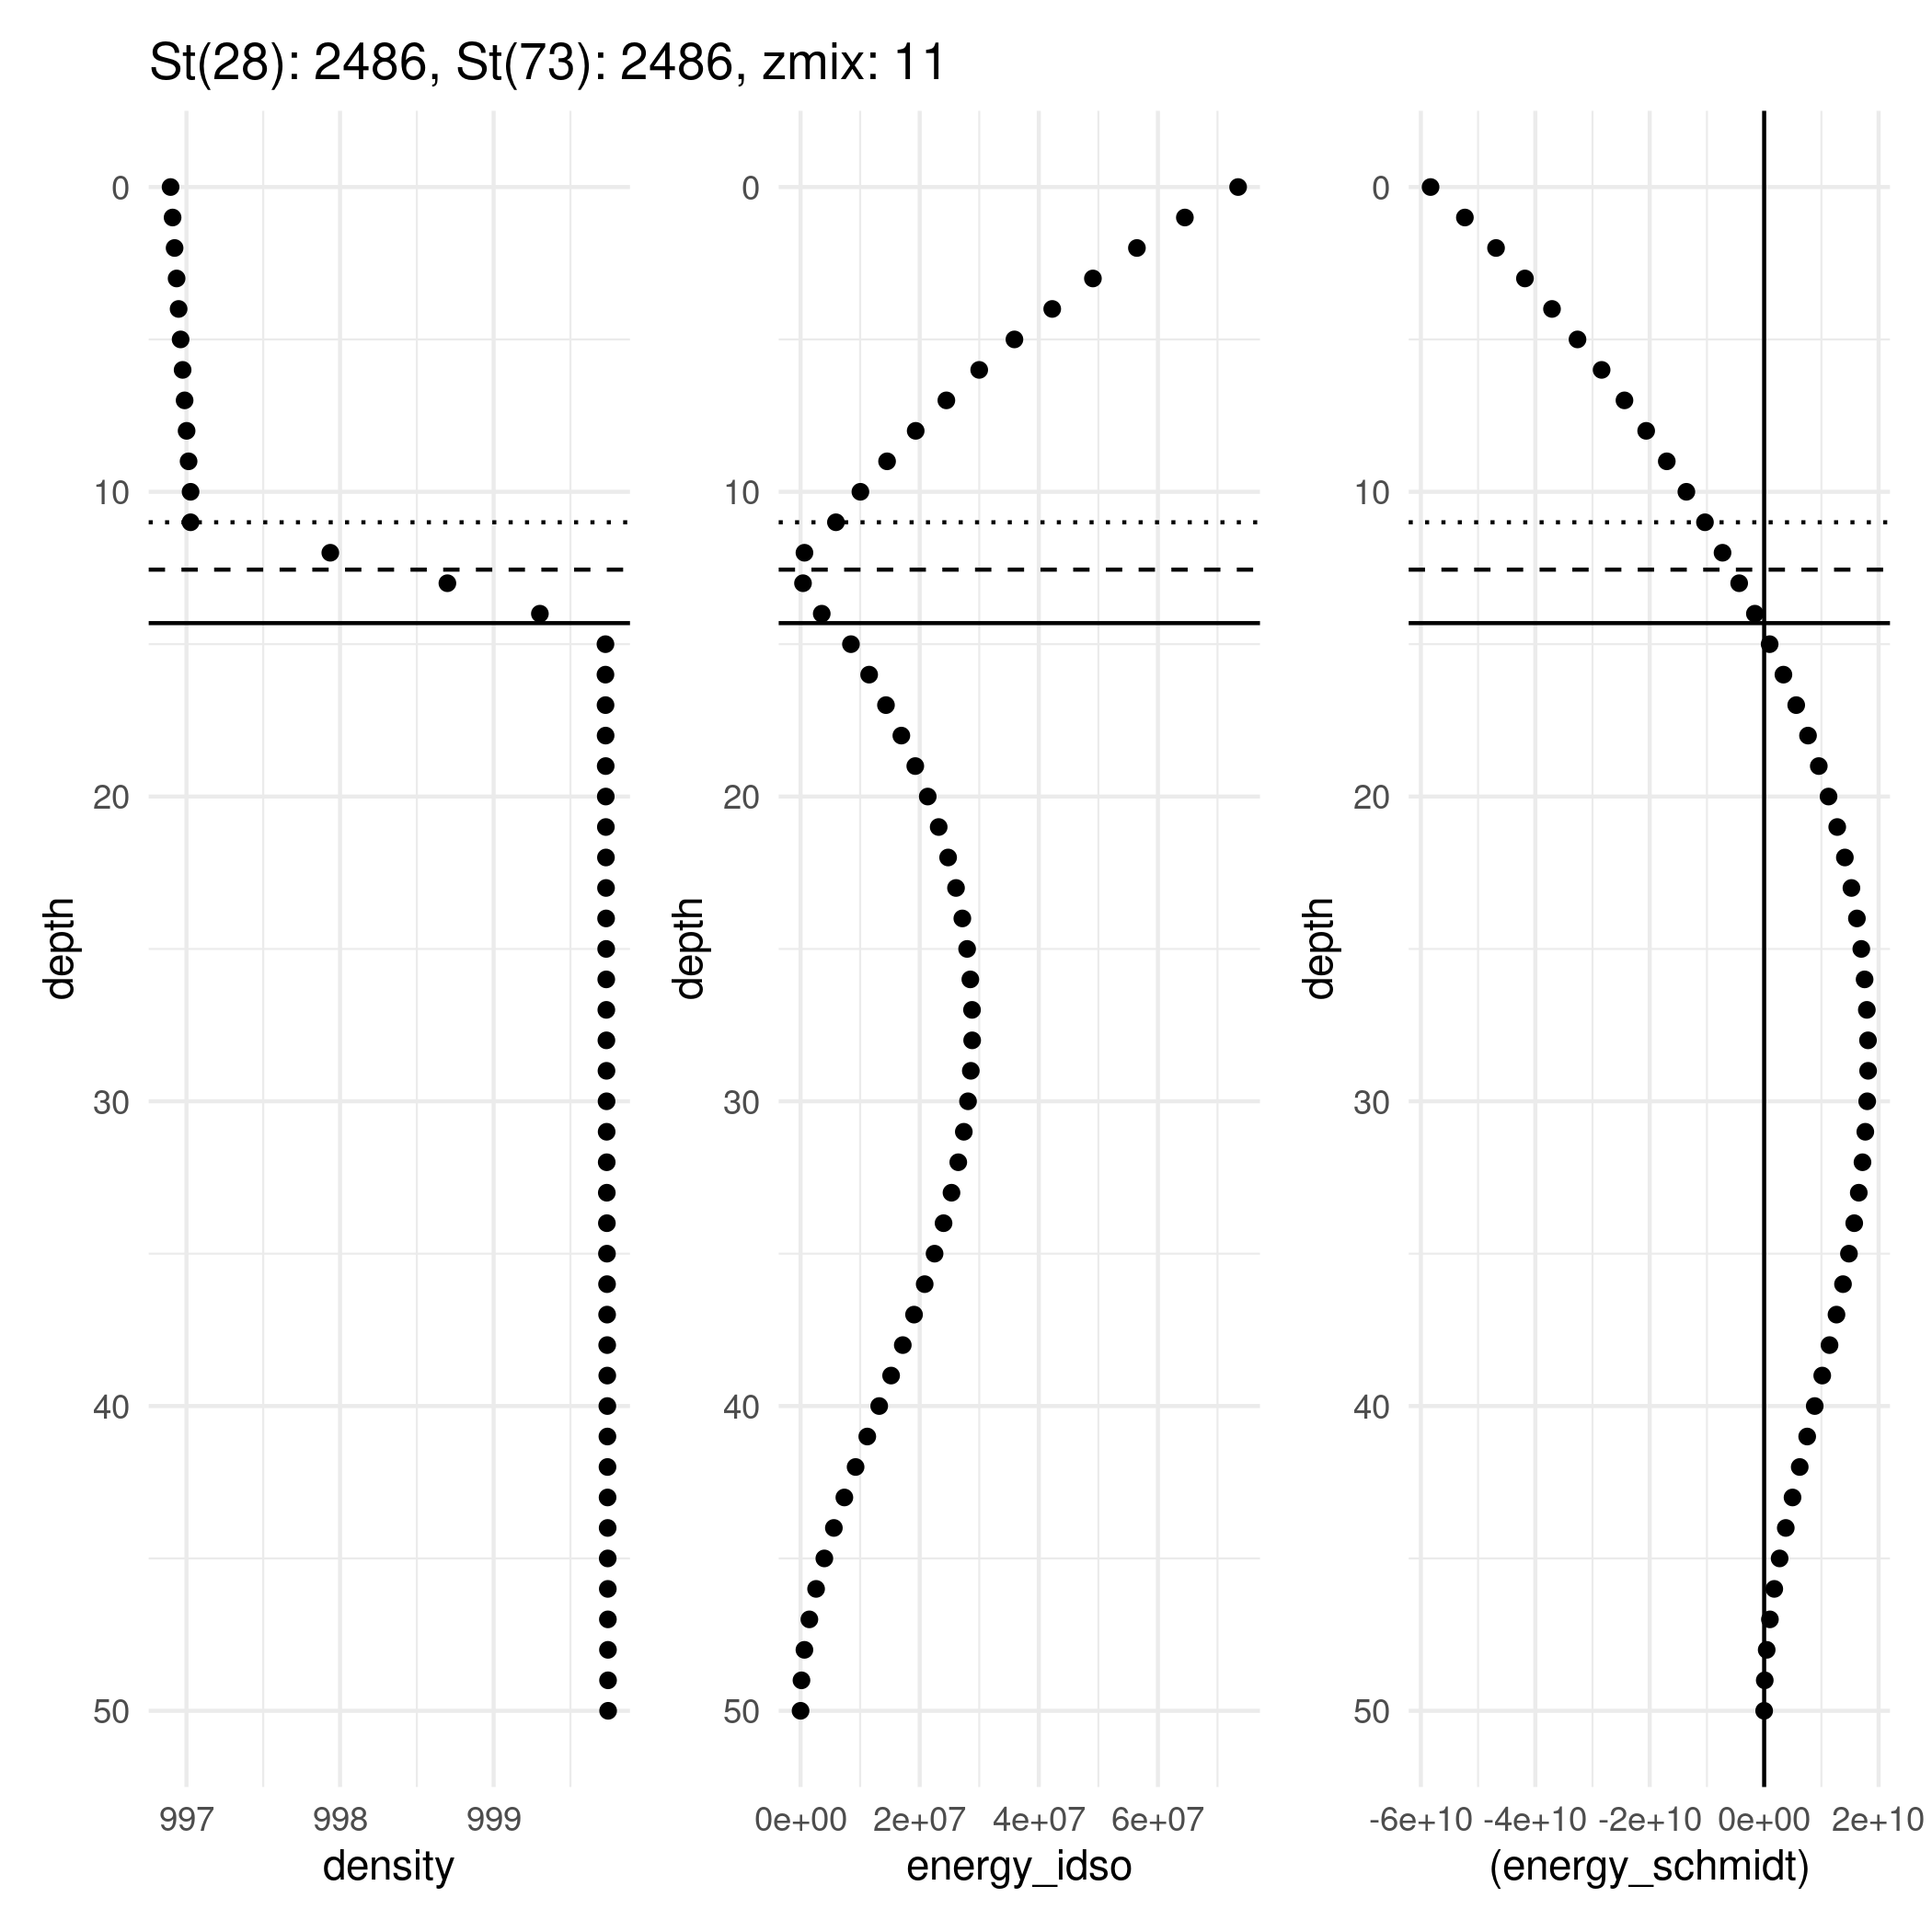 St(28): 2486, St(73): 2486, zmix: 11
0
10
20
30
40
50
depth
997
998
999
density
0
10
20
30
40
50
depth
0e+00
2e+07
4e+07
6e+07
energy_idso
0
10
20
30
40
50
depth
-6e+10
-4e+10
-2e+10
0e+00
2e+10
(energy_schmidt)